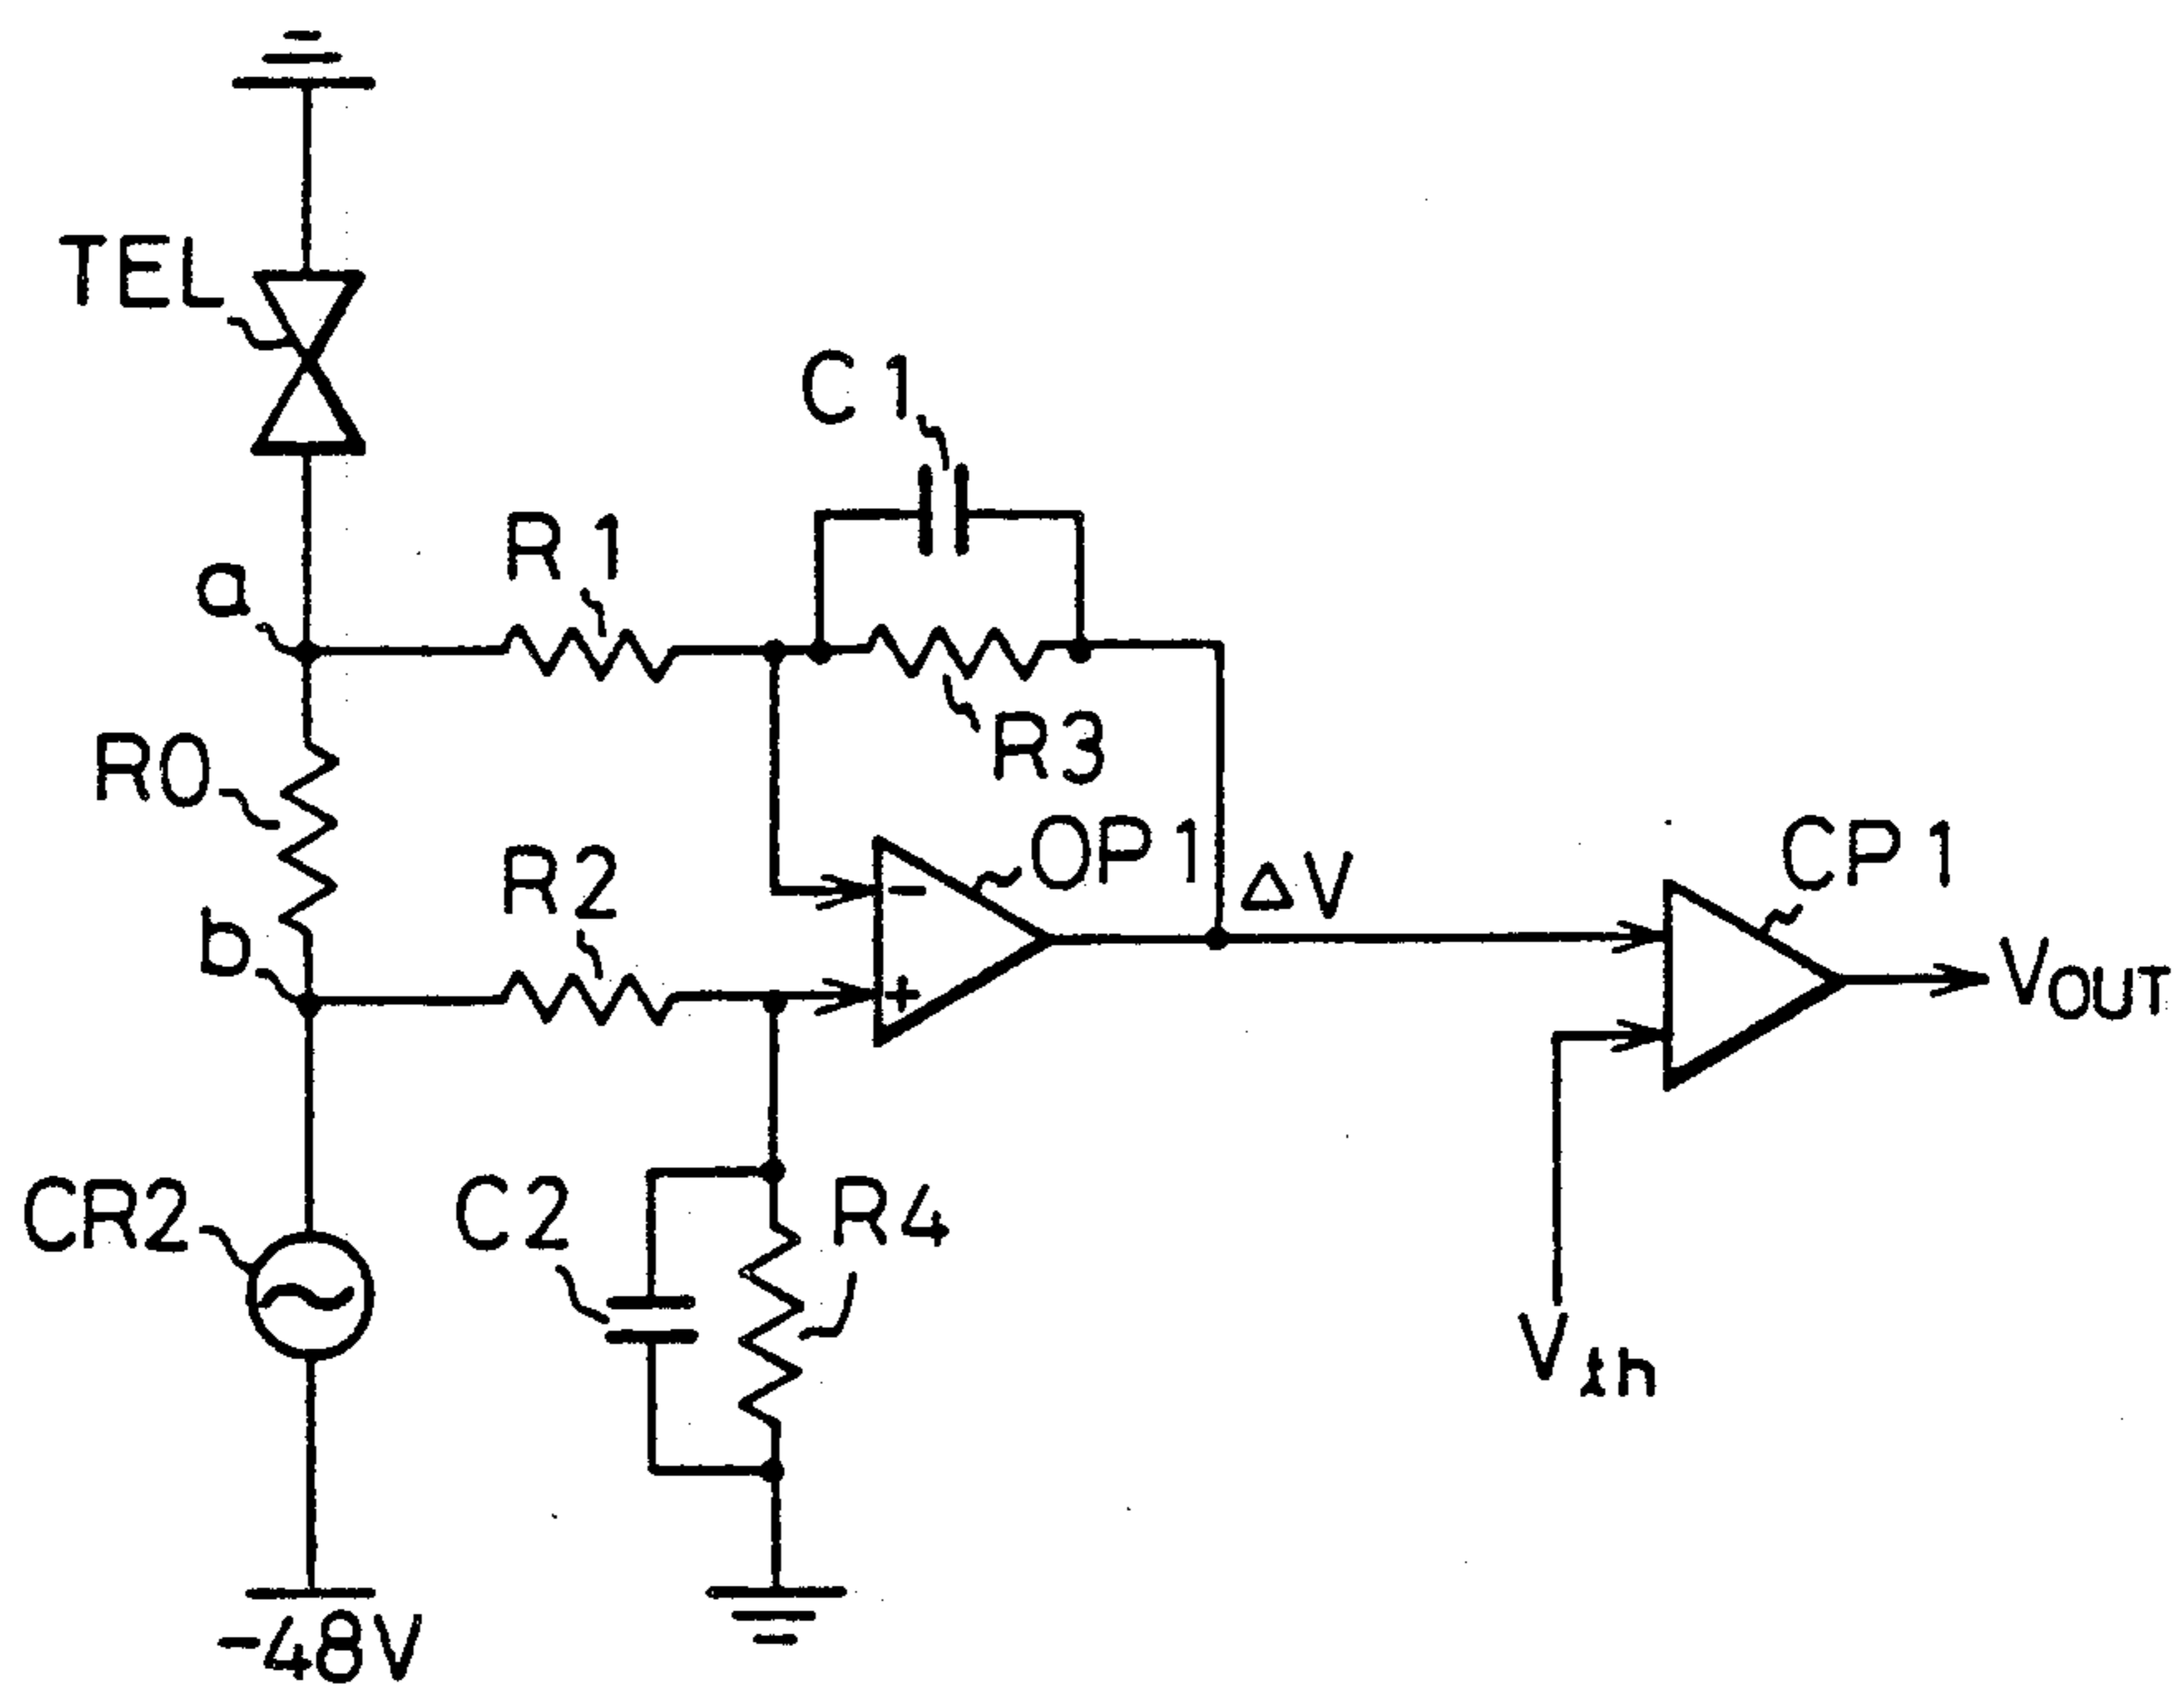 TEL
C1
R1
a
R3
R0
OP1
CP1
R2
ΔV
b
−
+
VOUT
CR2
C2
R4
Vth
-48V